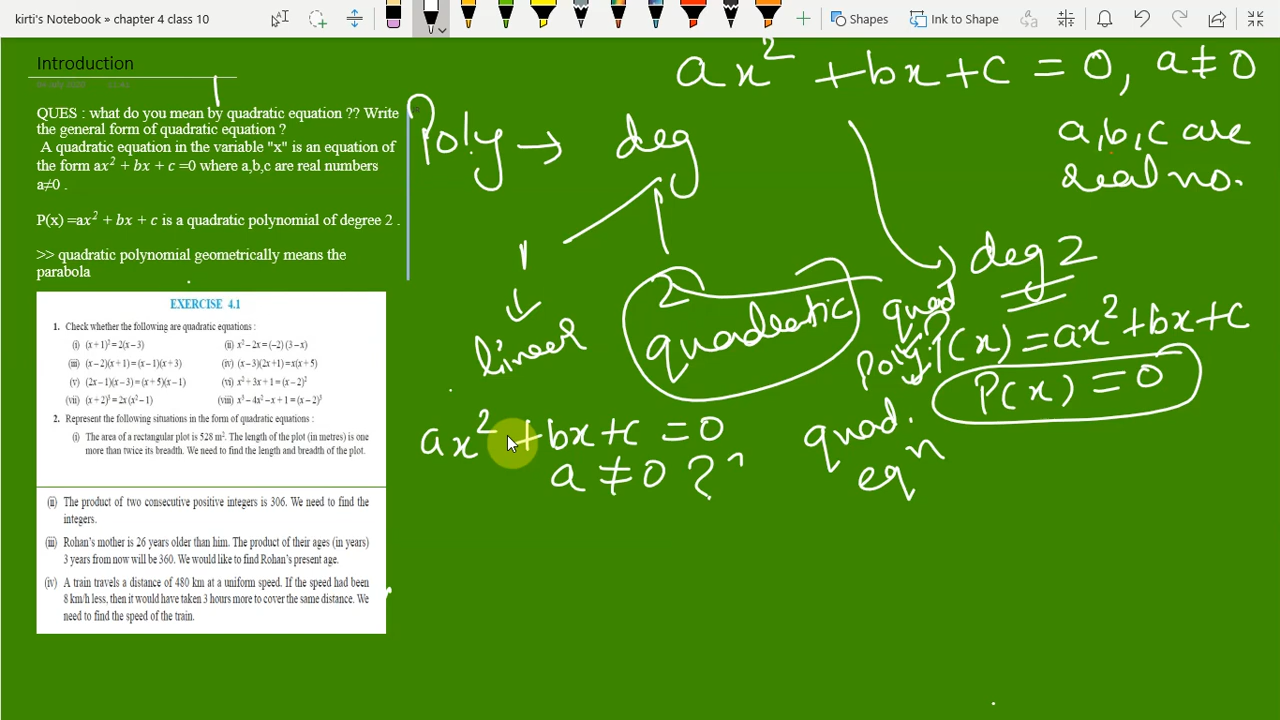 kirti's Notebook » chapter 4 class 10
Shapes
Ink to Shape
Introduction
QUES : what do you mean by quadratic equation ?? Write
the general form of quadratic equation ?
A quadratic equation in the variable "x" is an equation of
the form ax² + bx + c =0 where a,b,c are real numbers
a≠0 .
P(x) =ax² + bx + c is a quadratic polynomial of degree 2 .
>> quadratic polynomial geometrically means the
parabola
EXERCISE 4.1
1. Check whether the following are quadratic equations :
(i) (x + 1)² = 2(x – 3) (ii) x² – 2x = (–2) (3 – x)
(iii) (x – 2)(x + 1) = (x – 1)(x + 3) (iv) (x – 3)(2x +1) = x(x + 5)
(v) (2x – 1)(x – 3) = (x + 5)(x – 1) (vi) x² + 3x + 1 = (x – 2)²
(vii) (x + 2)³ = 2x (x² – 1) (viii) x³ – 4x² – x + 1 = (x – 2)³
2. Represent the following situations in the form of quadratic equations :
(i) The area of a rectangular plot is 528 m². The length of the plot (in metres) is one
more than twice its breadth. We need to find the length and breadth of the plot.
(ii) The product of two consecutive positive integers is 306. We need to find the
integers.
(iii) Rohan's mother is 26 years older than him. The product of their ages (in years)
3 years from now will be 360. We would like to find Rohan's present age.
(iv) A train travels a distance of 480 km at a uniform speed. If the speed had been
8 km/h less, then it would have taken 3 hours more to cover the same distance. We
need to find the speed of the train.
ax² + bx + c = 0, a ≠ 0
a,b,c are
real no.
Poly → deg
1
linear
2
quadratic
deg 2
quad
poly.
P(x) = ax² + bx + c
P(x) = 0
quad.
eqn
ax² + bx + c = 0
a ≠ 0 ?